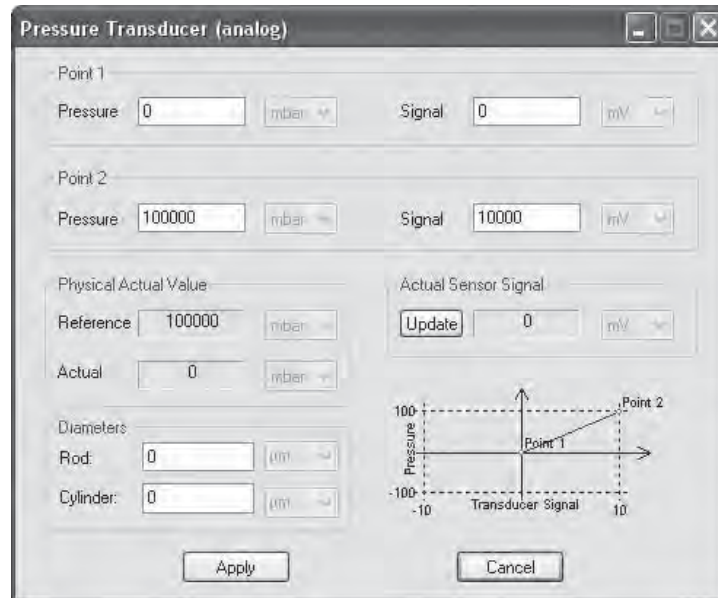 Pressure Transducer (analog)
Point 1
Pressure 0 mbar Signal 0 mV
Point 2
Pressure 100000 mbar Signal 10000 mV
Physical Actual Value
Reference 100000 mbar
Actual 0 mbar
Actual Sensor Signal
Update 0 mV
Diameters
Rod: 0 µm
Cylinder: 0 µm
100
Point 2
Pressure
Point 1
-100
Transducer Signal
-10
10
Apply
Cancel